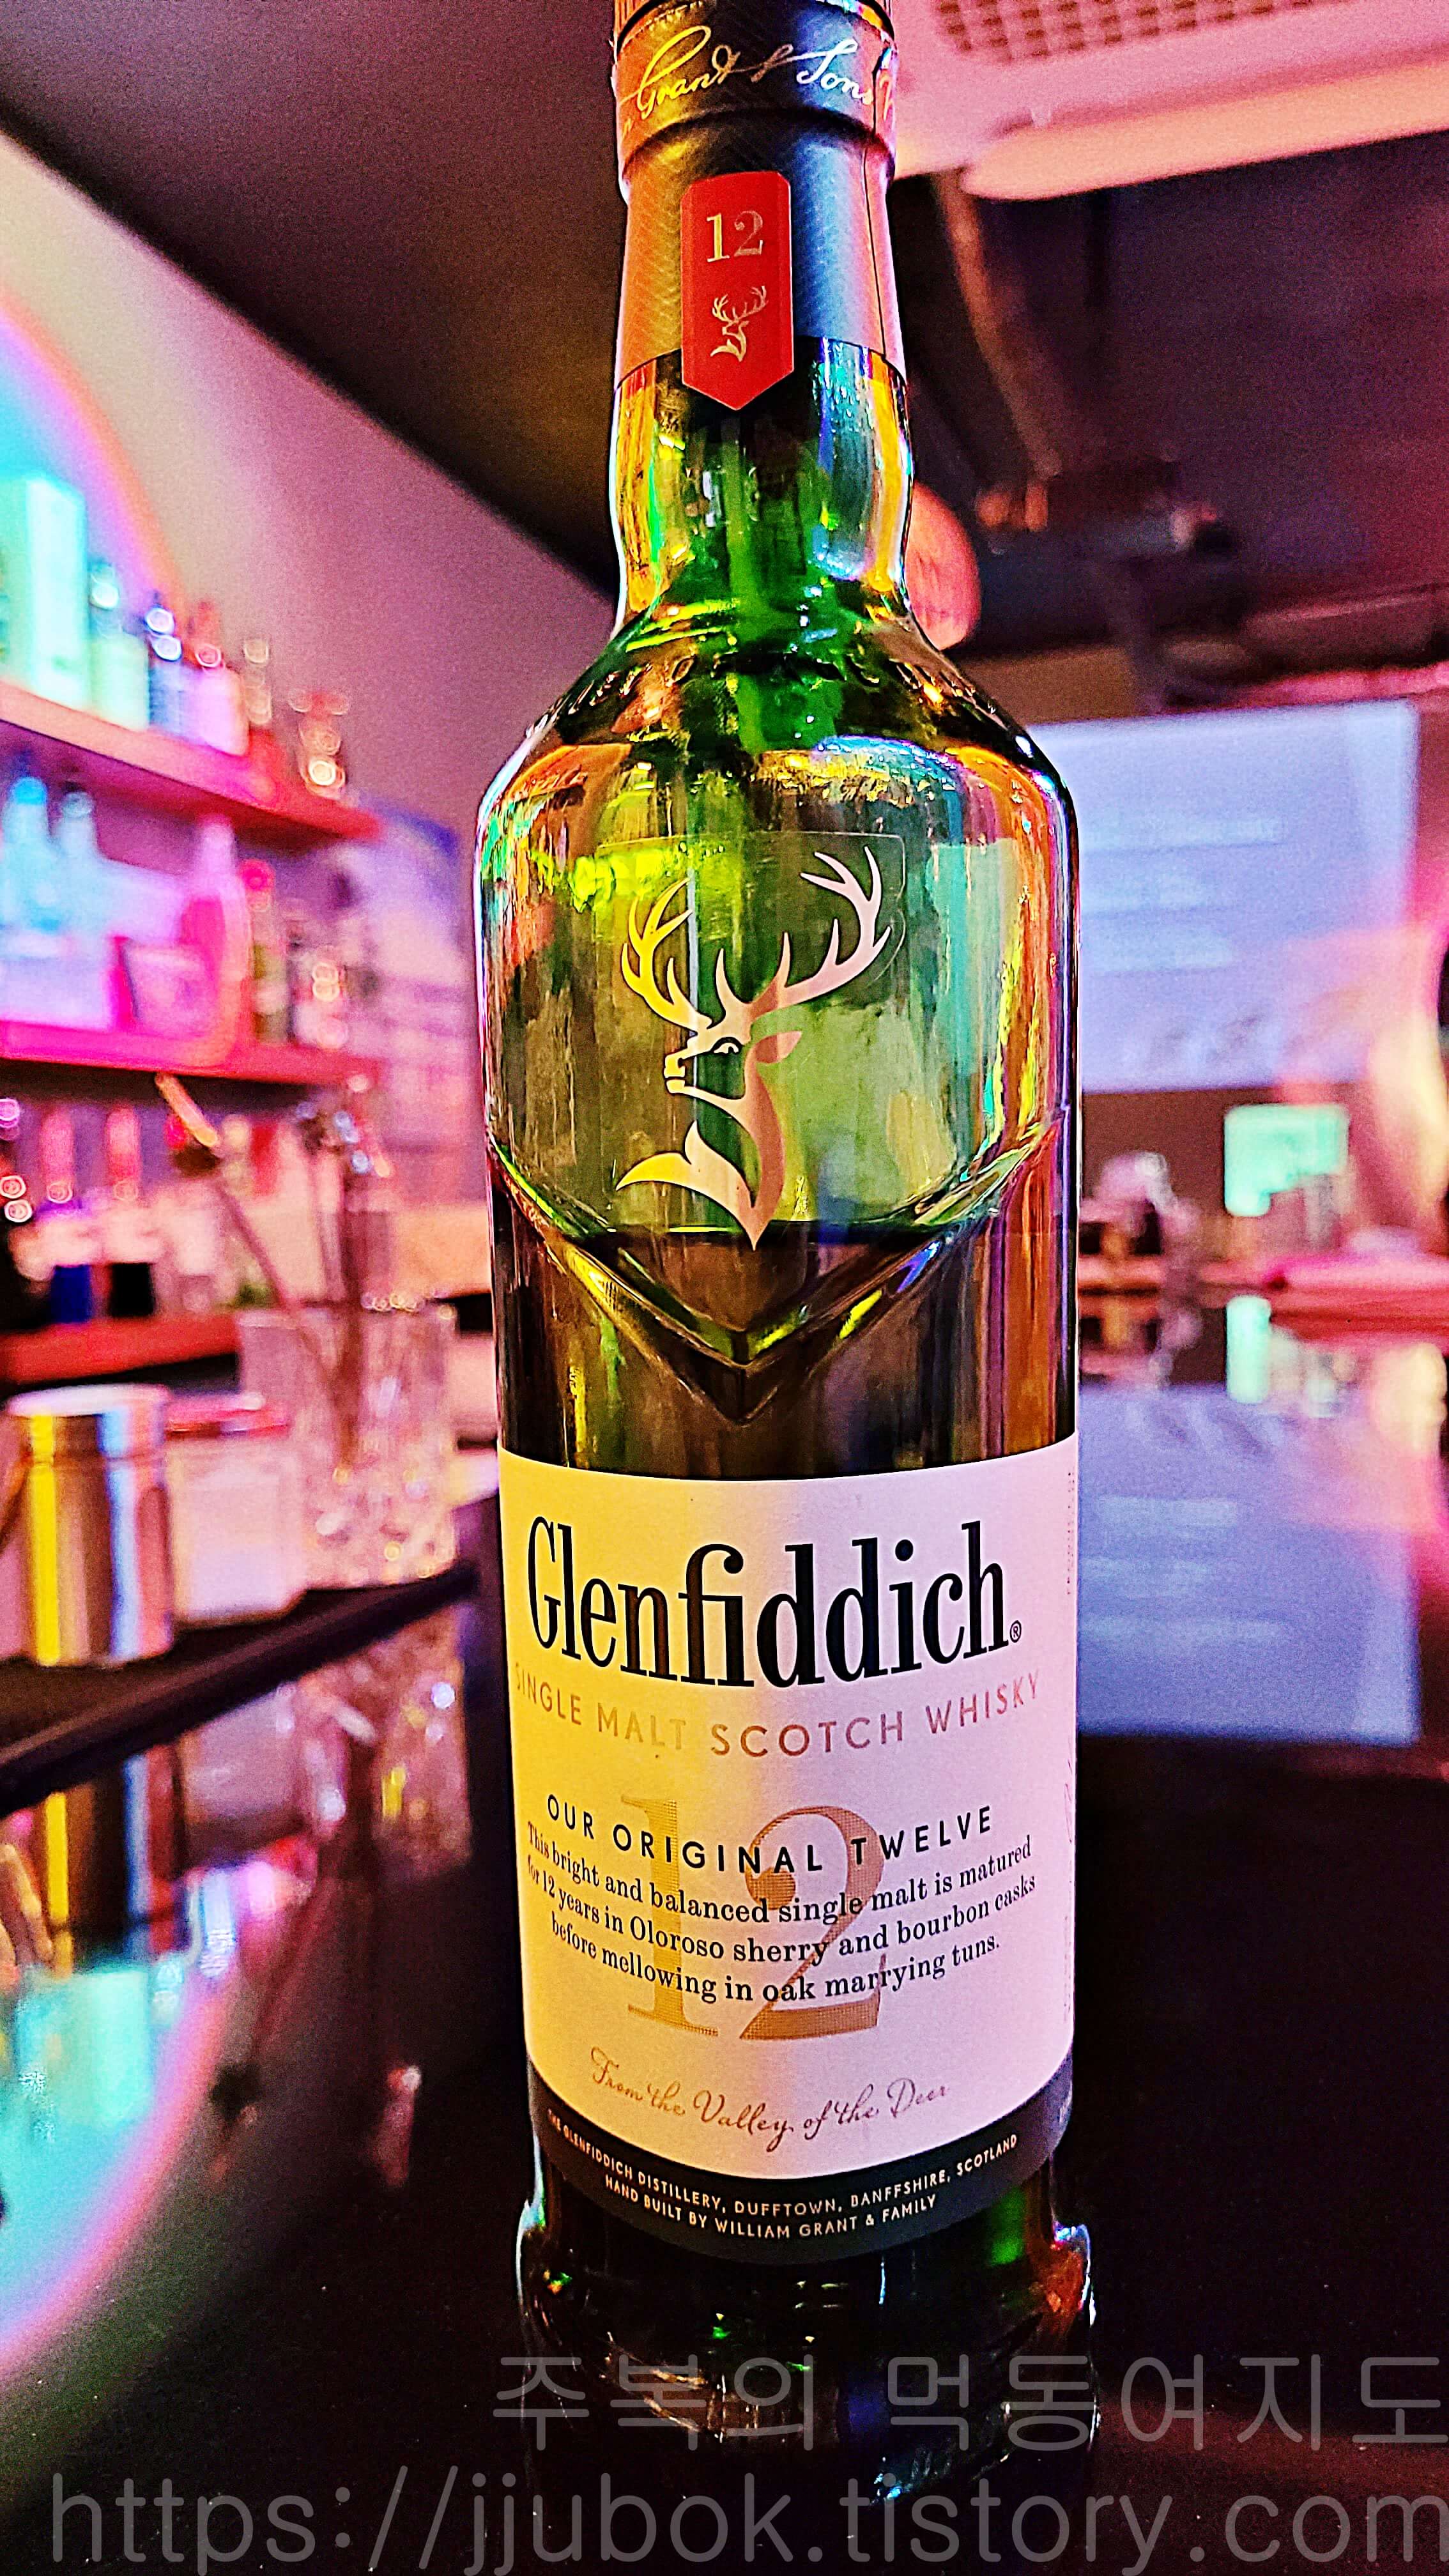 Grant & Sons
12
Glenfiddich®
SINGLE MALT SCOTCH WHISKY
12
OUR ORIGINAL TWELVE
This bright and balanced single malt is matured
for 12 years in Oloroso sherry and bourbon casks
before mellowing in oak marrying tuns.
From the Valley of the Deer
THE GLENFIDDICH DISTILLERY, DUFFTOWN, BANFFSHIRE, SCOTLAND
HAND BUILT BY WILLIAM GRANT & FAMILY
주복의 먹동여지도
https://jjubok.tistory.com